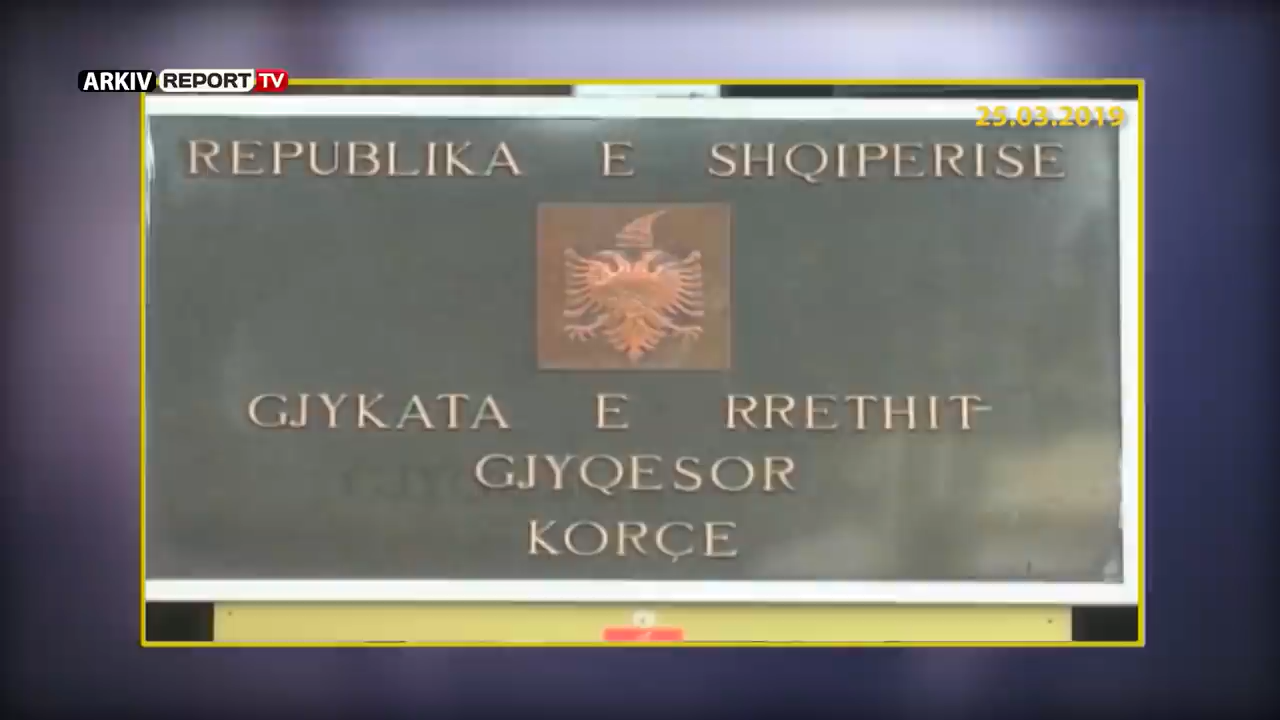 ARKIV REPORT TV
25.03.2019
REPUBLIKA E SHQIPERISE
GJYKATA E RRETHIT
GJYQESOR
KORÇE